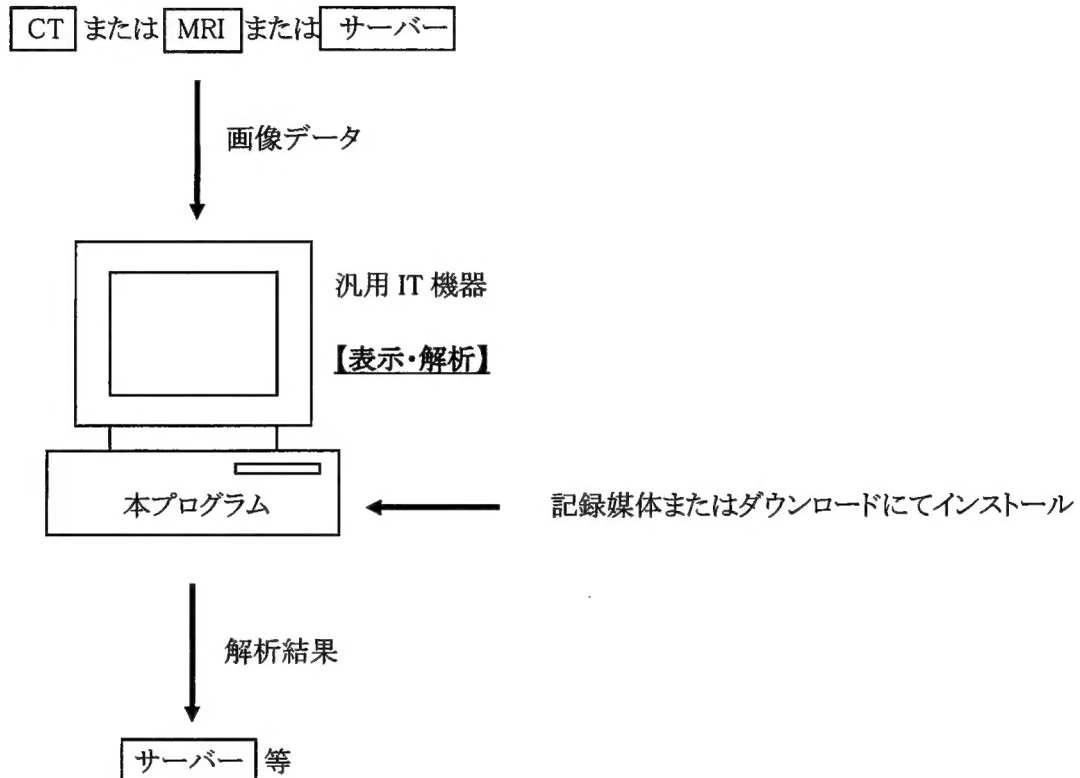 CT または MRI または サーバー
画像データ
汎用 IT 機器
【表示・解析】
本プログラム
記録媒体またはダウンロードにてインストール
解析結果
サーバー 等